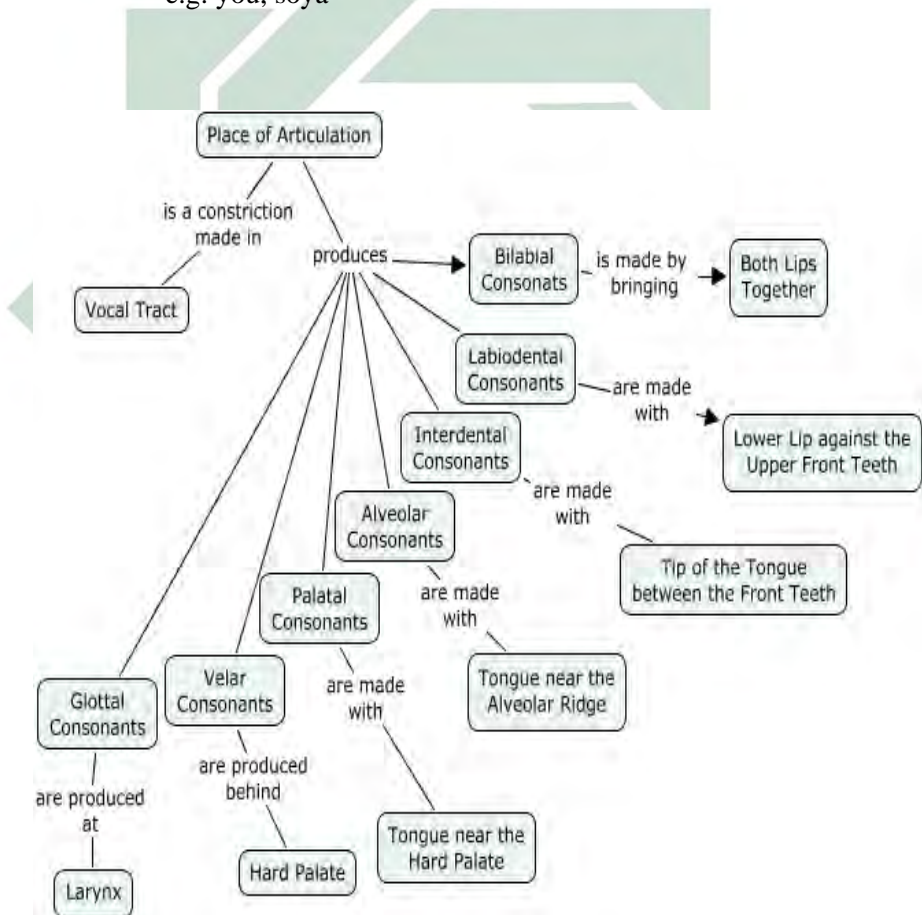 e.g. you, soya
Place of Articulation
is a constriction
made in
Vocal Tract
produces
Bilabial
Consonats
is made by
bringing
Both Lips
Together
Labiodental
Consonants
are made
with
Lower Lip against the
Upper Front Teeth
Interdental
Consonants
are made
with
Tip of the Tongue
between the Front Teeth
Alveolar
Consonants
are made
with
Tongue near the
Alveolar Ridge
Palatal
Consonants
are made
with
Tongue near the
Hard Palate
Velar
Consonants
are produced
behind
Hard Palate
Glottal
Consonants
are produced
at
Larynx